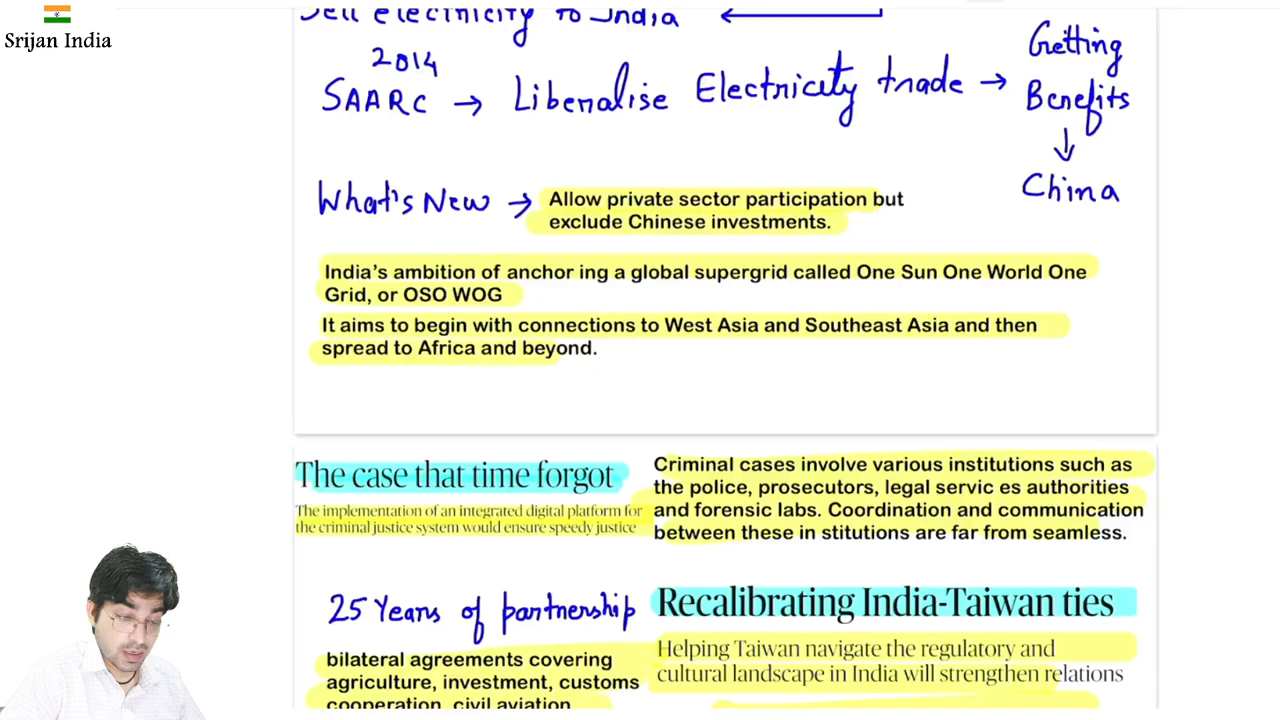 Srijan India
Sell electricity to India
2014
SAARC → Liberalise Electricity trade → Getting
Benefits
↓
China
What's New → Allow private sector participation but
exclude Chinese investments.
India's ambition of anchor ing a global supergrid called One Sun One World One
Grid, or OSO WOG
It aims to begin with connections to West Asia and Southeast Asia and then
spread to Africa and beyond.
The case that time forgot
The implementation of an integrated digital platform for
the criminal justice system would ensure speedy justice
Criminal cases involve various institutions such as
the police, prosecutors, legal servic es authorities
and forensic labs. Coordination and communication
between these in stitutions are far from seamless.
25 Years of partnership
bilateral agreements covering
agriculture, investment, customs
cooperation, civil aviation
Recalibrating India-Taiwan ties
Helping Taiwan navigate the regulatory and
cultural landscape in India will strengthen relations